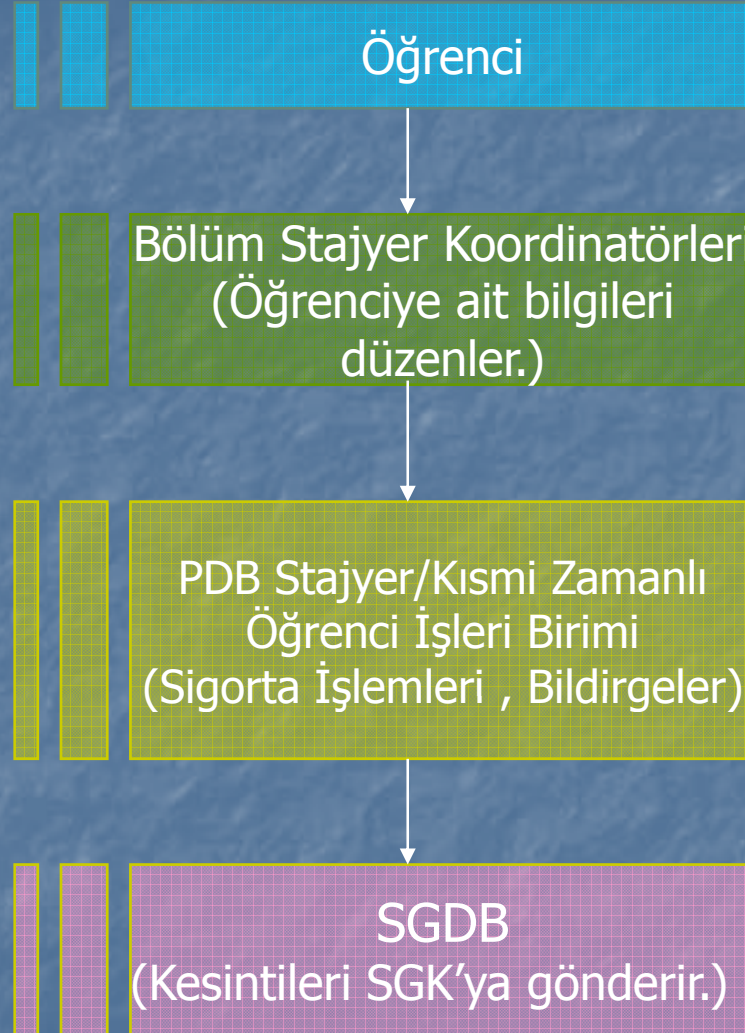 Öğrenci
Bölüm Stajyer Koordinatörleri
(Öğrenciye ait bilgileri
düzenler.)
PDB Stajyer/Kısmi Zamanlı
Öğrenci İşleri Birimi
(Sigorta İşlemleri , Bildirgeler)
SGDB
(Kesintileri SGK’ya gönderir.)